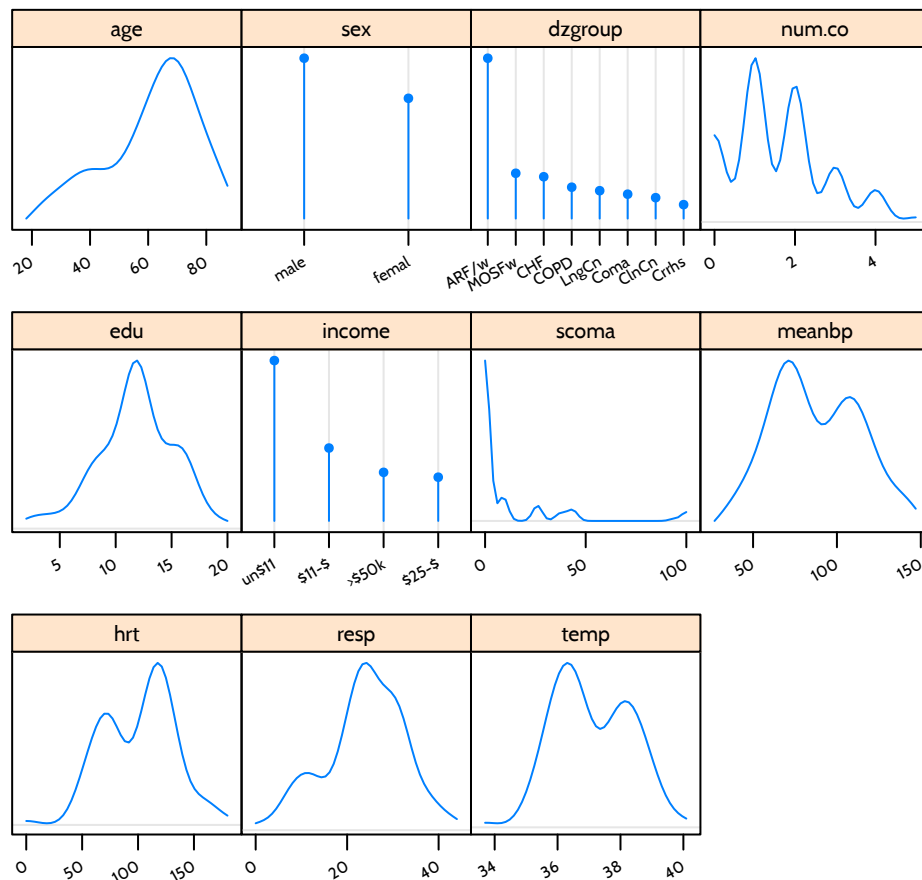 age sex dzgroup num.co
20 40 60 80 male femal ARF/w MOSFw CHF COPD LngCn Coma ClnCn Crrhs 0 2 4
edu income scoma meanbp
5 10 15 20 un$11 $11-$ >$50k $25-$ 0 50 100 50 100 150
hrt resp temp
0 50 100 150 0 20 40 34 36 38 40